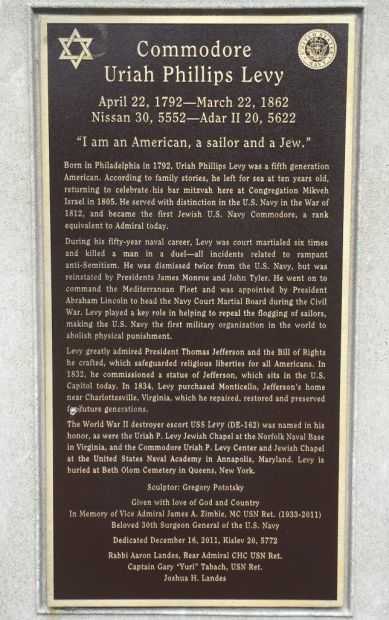 Commodore
Uriah Phillips Levy
April 22, 1792—March 22, 1862
Nissan 30, 5552—Adar II 20, 5622
“I am an American, a sailor and a Jew.”
Born in Philadelphia in 1792, Uriah Phillips Levy was a fifth generation
American. According to family stories, he left for sea at ten years old,
returning to celebrate his bar mitzvah here at Congregation Mikveh
Israel in 1805. He served with distinction in the U.S. Navy in the War of
1812, and became the first Jewish U.S. Navy Commodore, a rank
equivalent to Admiral today.
During his fifty-year naval career, Levy was court martialed six times
and killed a man in a duel—all incidents related to rampant
anti-Semitism. He was dismissed twice from the U.S. Navy, but was
reinstated by Presidents James Monroe and John Tyler. He went on to
command the Mediterranean Fleet and was appointed by President
Abraham Lincoln to head the Navy Court Martial Board during the Civil
War. Levy played a key role in helping to repeal the flogging of sailors,
making the U.S. Navy the first military organization in the world to
abolish physical punishment.
Levy greatly admired President Thomas Jefferson and the Bill of Rights
he crafted, which safeguarded religious liberties for all Americans. In
1832, he commissioned a statue of Jefferson, which sits in the U.S.
Capitol today. In 1834, Levy purchased Monticello, Jefferson's home
near Charlottesville, Virginia, which he repaired, restored and preserved
for future generations.
The World War II destroyer escort USS Levy (DE-162) was named in his
honor, as were the Uriah P. Levy Jewish Chapel at the Norfolk Naval Base
in Virginia, and the Commodore Uriah P. Levy Center and Jewish Chapel
at the United States Naval Academy in Annapolis, Maryland. Levy is
buried at Beth Olom Cemetery in Queens, New York.
Sculptor: Gregory Pototsky
Given with love of God and Country
In Memory of Vice Admiral James A. Zimble, MC USN Ret. (1933-2011)
Beloved 30th Surgeon General of the U.S. Navy
Dedicated December 16, 2011, Kislev 20, 5772
Rabbi Aaron Landes, Rear Admiral CHC USN Ret.
Captain Gary "Yuri" Tabach, USN Ret.
Joshua H. Landes